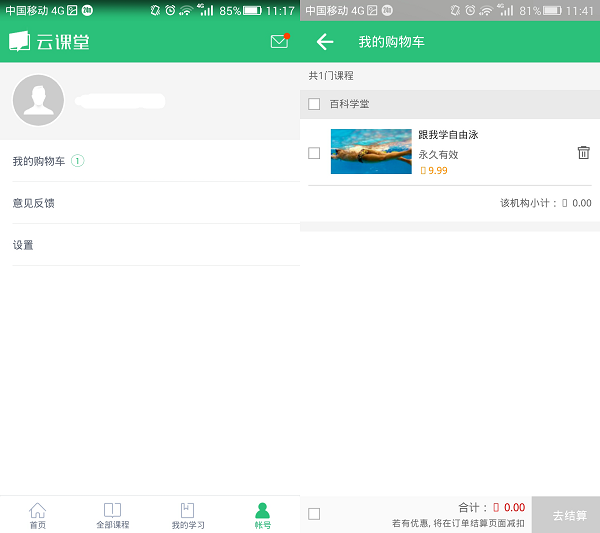 中国移动 4G
4G
85%
11:17
云课堂
我的购物车 1
意见反馈
设置
首页
全部课程
我的学习
帐号
中国移动 4G
4G
81%
11:41
我的购物车
共1门课程
百科学堂
跟我学自由泳
永久有效
9.99
该机构小计： 0.00
合计： 0.00
若有优惠, 将在订单结算页面减扣
去结算